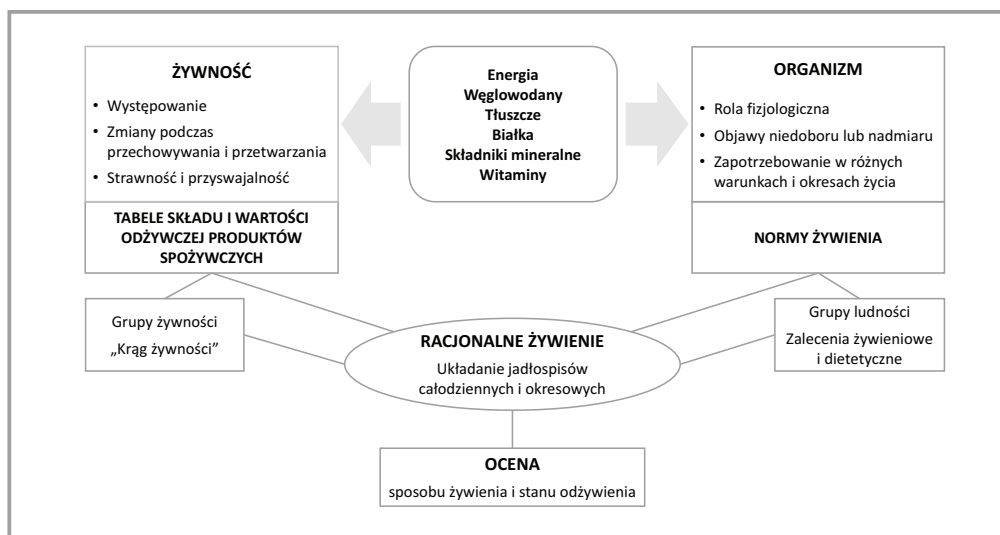 ŻYWNOŚĆ
• Występowanie
• Zmiany podczas
przechowywania i przetwarzania
• Strawność i przyswajalność
TABELE SKŁADU I WARTOŚCI
ODŻYWCZEJ PRODUKTÓW
SPOŻYWCZYCH
Energia
Węglowodany
Tłuszcze
Białka
Składniki mineralne
Witaminy
ORGANIZM
• Rola fizjologiczna
• Objawy niedoboru lub nadmiaru
• Zapotrzebowanie w różnych
warunkach i okresach życia
NORMY ŻYWIENIA
Grupy żywności
„Krąg żywności”
RACJONALNE ŻYWIENIE
Układanie jadłospisów
całodziennych i okresowych
Grupy ludności
Zalecenia żywieniowe
i dietetyczne
OCENA
sposobu żywienia i stanu odżywienia